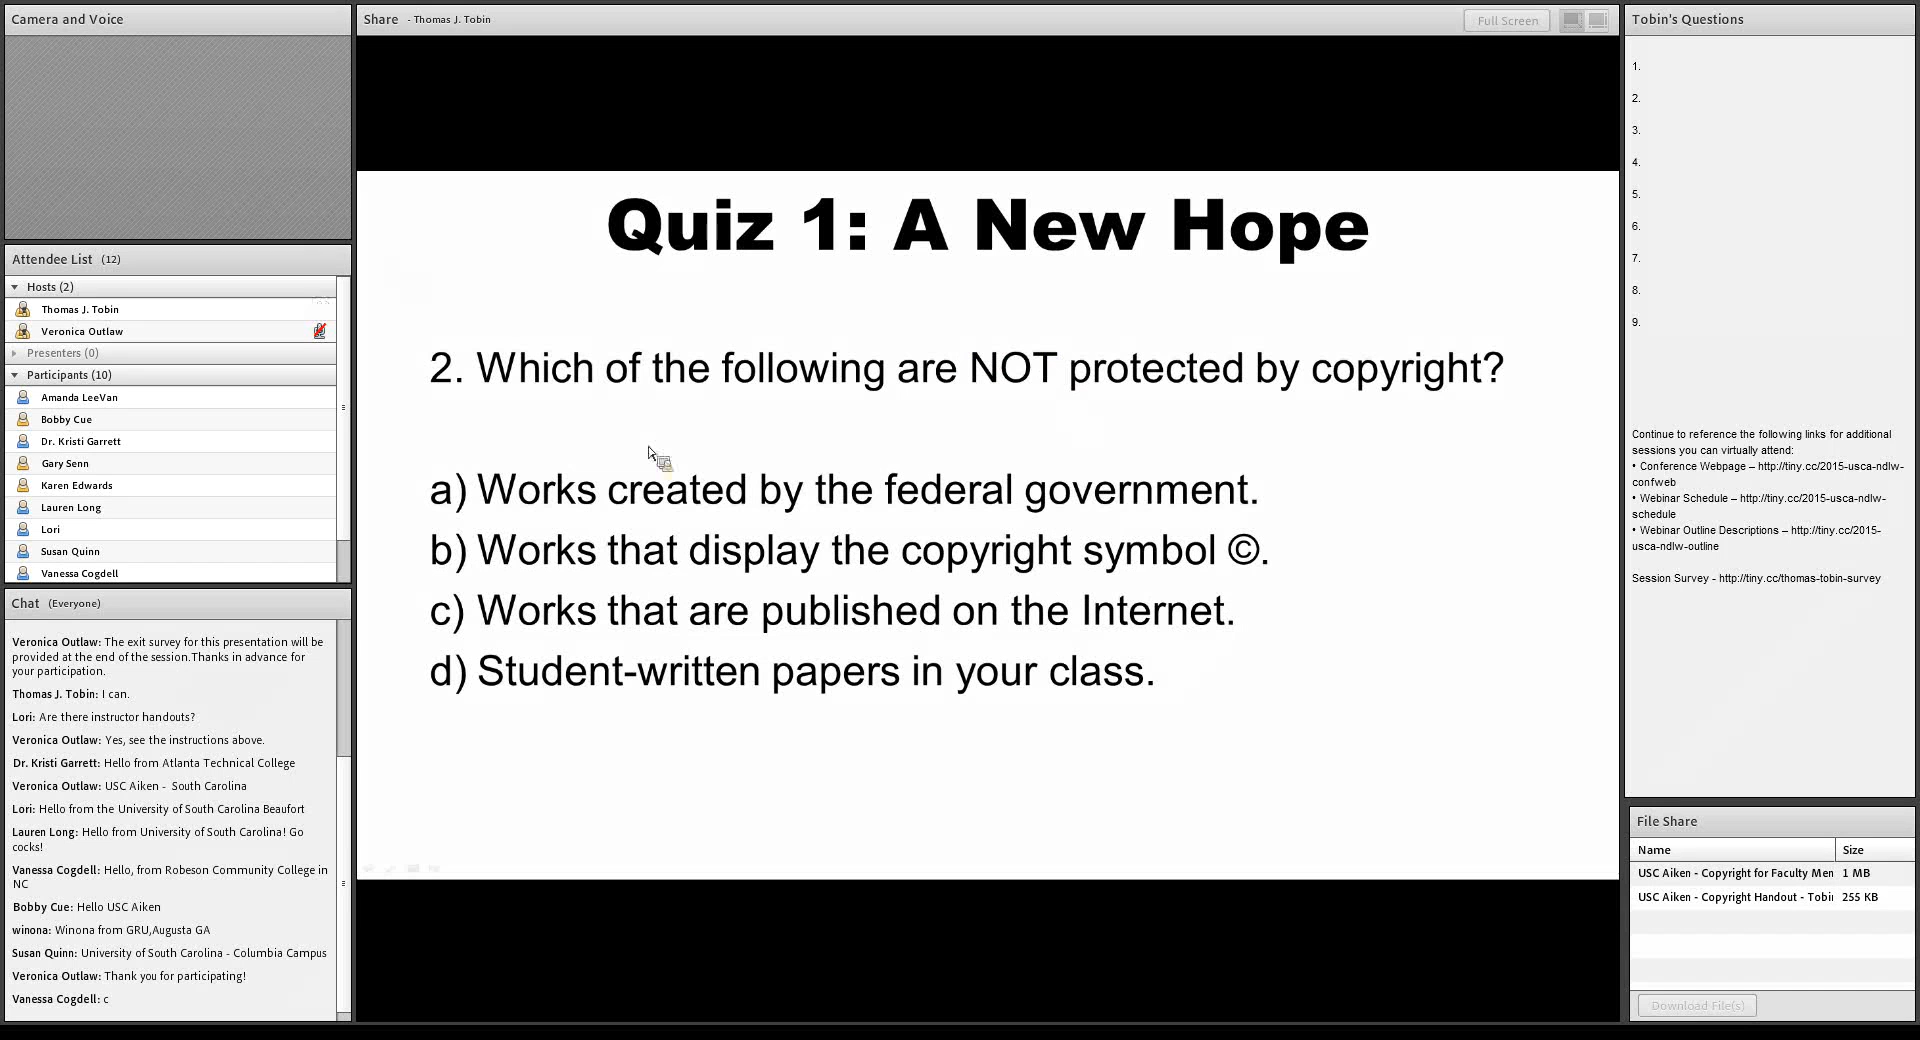 Camera and Voice
Attendee List (12)
Hosts (2)
Thomas J. Tobin
Veronica Outlaw
Presenters (0)
Participants (10)
Amanda LeeVan
Bobby Cue
Dr. Kristi Garrett
Gary Senn
Karen Edwards
Lauren Long
Lori
Susan Quinn
Vanessa Cogdell
Chat (Everyone)
Veronica Outlaw: The exit survey for this presentation will be
provided at the end of the session.Thanks in advance for
your participation.
Thomas J. Tobin: I can.
Lori: Are there instructor handouts?
Veronica Outlaw: Yes, see the instructions above.
Dr. Kristi Garrett: Hello from Atlanta Technical College
Veronica Outlaw: USC Aiken - South Carolina
Lori: Hello from the University of South Carolina Beaufort
Lauren Long: Hello from University of South Carolina! Go
cocks!
Vanessa Cogdell: Hello, from Robeson Community College in
NC
Bobby Cue: Hello USC Aiken
winona: Winona from GRU,Augusta GA
Susan Quinn: University of South Carolina - Columbia Campus
Veronica Outlaw: Thank you for participating!
Vanessa Cogdell: c
Share - Thomas J. Tobin
Full Screen
Quiz 1: A New Hope
2. Which of the following are NOT protected by copyright?
a) Works created by the federal government.
b) Works that display the copyright symbol ©.
c) Works that are published on the Internet.
d) Student-written papers in your class.
Tobin's Questions
1.
2.
3.
4.
5.
6.
7.
8.
9.
Continue to reference the following links for additional
sessions you can virtually attend:
• Conference Webpage – http://tiny.cc/2015-usca-ndlw-
confweb
• Webinar Schedule – http://tiny.cc/2015-usca-ndlw-
schedule
• Webinar Outline Descriptions – http://tiny.cc/2015-
usca-ndlw-outline
Session Survey - http://tiny.cc/thomas-tobin-survey
File Share
Name Size
USC Aiken - Copyright for Faculty Men 1 MB
USC Aiken - Copyright Handout - Tobi 255 KB
Download File(s)